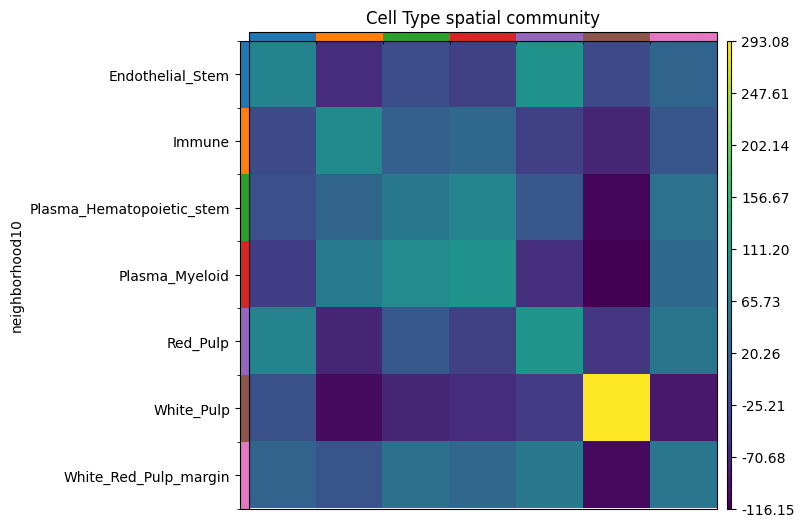 Cell Type spatial community
neighborhood10
Endothelial_Stem
Immune
Plasma_Hematopoietic_stem
Plasma_Myeloid
Red_Pulp
White_Pulp
White_Red_Pulp_margin
293.08
247.61
202.14
156.67
111.20
65.73
20.26
-25.21
-70.68
-116.15